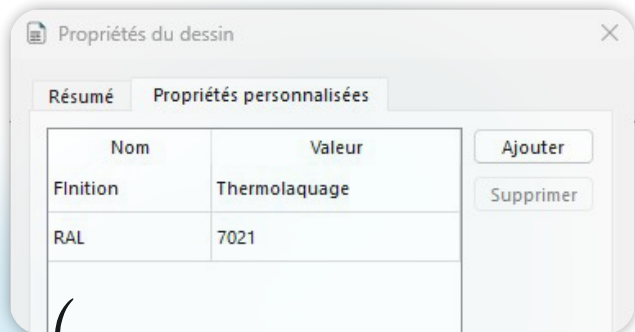 Propriétés du dessin
Résumé Propriétés personnalisées
Nom Valeur Ajouter
FInition Thermolaquage Supprimer
RAL 7021
(